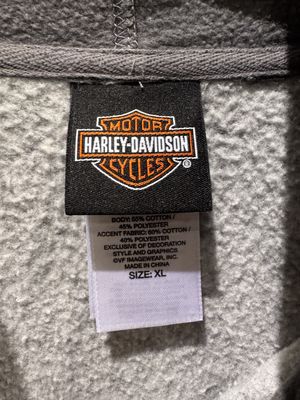 MOTOR
HARLEY-DAVIDSON
CYCLES
®
BODY: 55% COTTON /
45% POLYESTER
ACCENT FABRIC: 60% COTTON /
40% POLYESTER
EXCLUSIVE OF DECORATION
STYLE AND GRAPHICS
©VF IMAGEWEAR, INC.
MADE IN CHINA
SIZE: XL